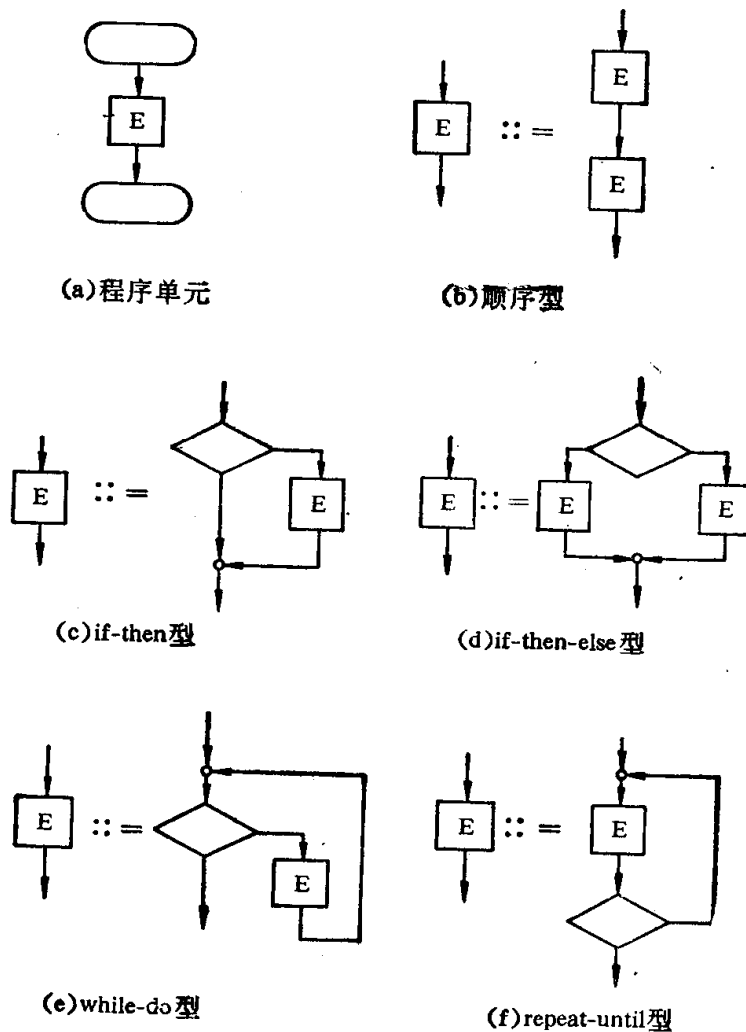 E
(a)程序单元
E ::= E
E
(b)顺序型
E ::= E
(c)if-then型
E ::= E E
(d)if-then-else型
E ::= E
(e)while-do型
E ::= E
(f)repeat-until型